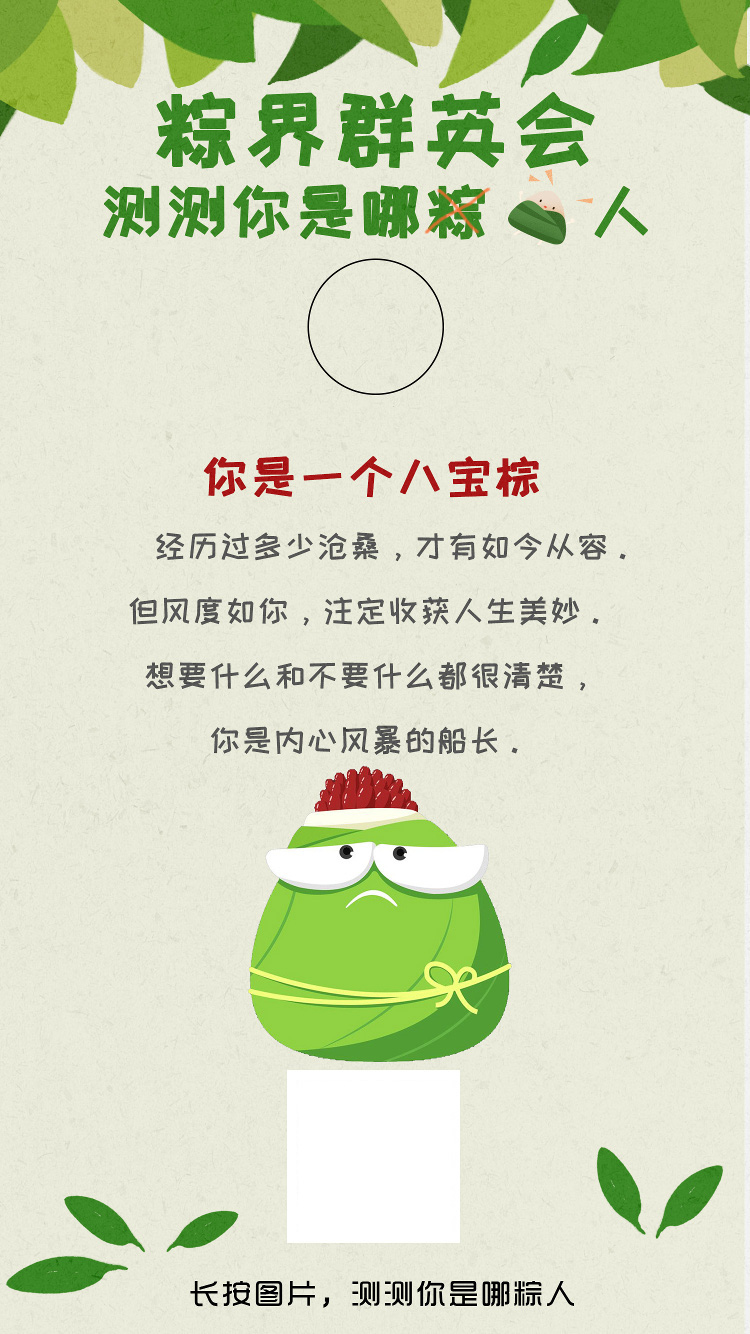 粽界群英会
测测你是哪粽人
你是一个八宝棕
经历过多少沧桑，才有如今从容．
但风度如你，注定收获人生美妙．
想要什么和不要什么都很清楚，
你是内心风暴的船长．
长按图片，测测你是哪粽人